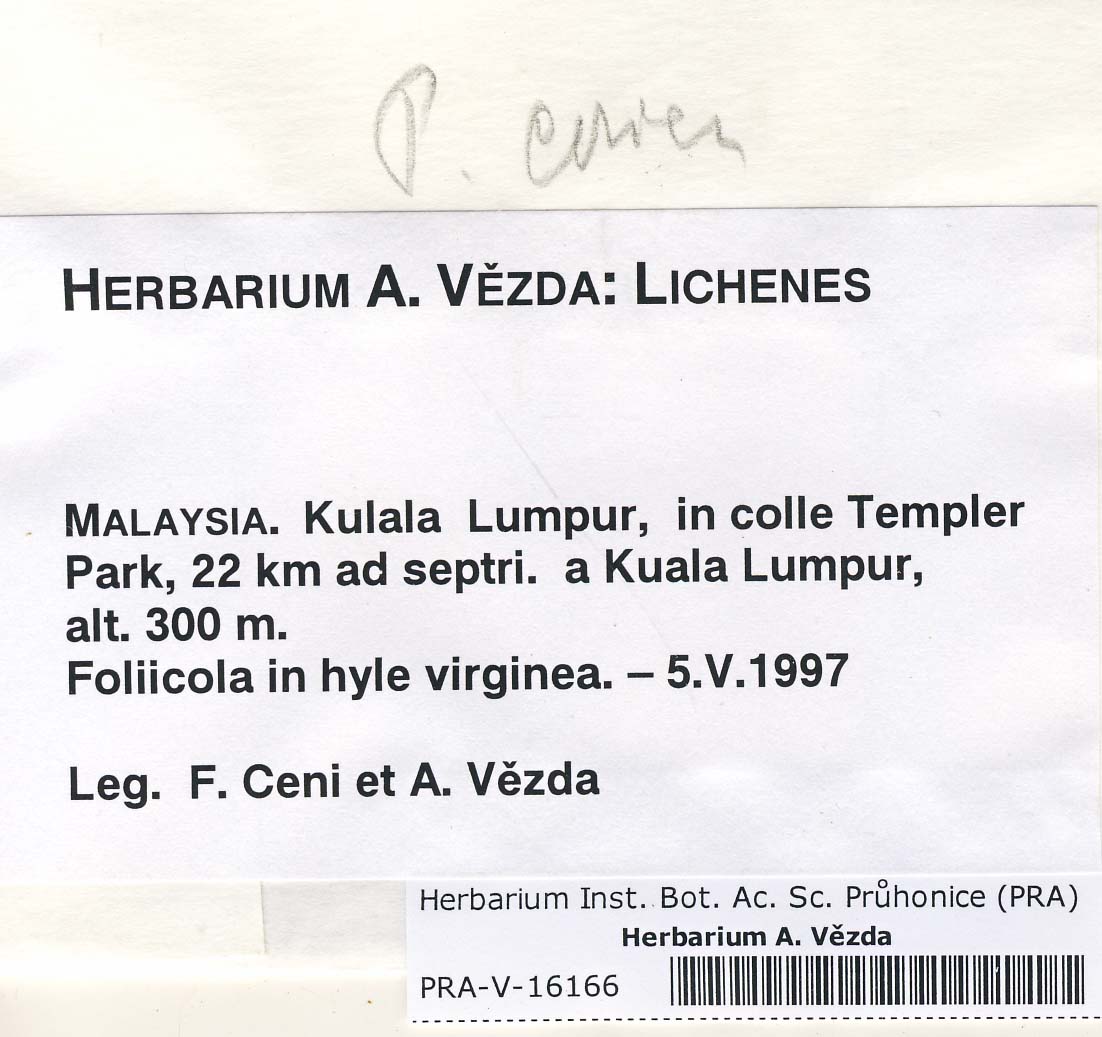 P.
HERBARIUM A. VĚZDA: LICHENES
MALAYSIA. Kulala Lumpur, in colle Templer
Park, 22 km ad septri. a Kuala Lumpur,
alt. 300 m.
Foliicola in hyle virginea. – 5.V.1997
Leg. F. Ceni et A. Vězda
Herbarium Inst. Bot. Ac. Sc. Průhonice (PRA)
Herbarium A. Vězda
PRA-V-16166